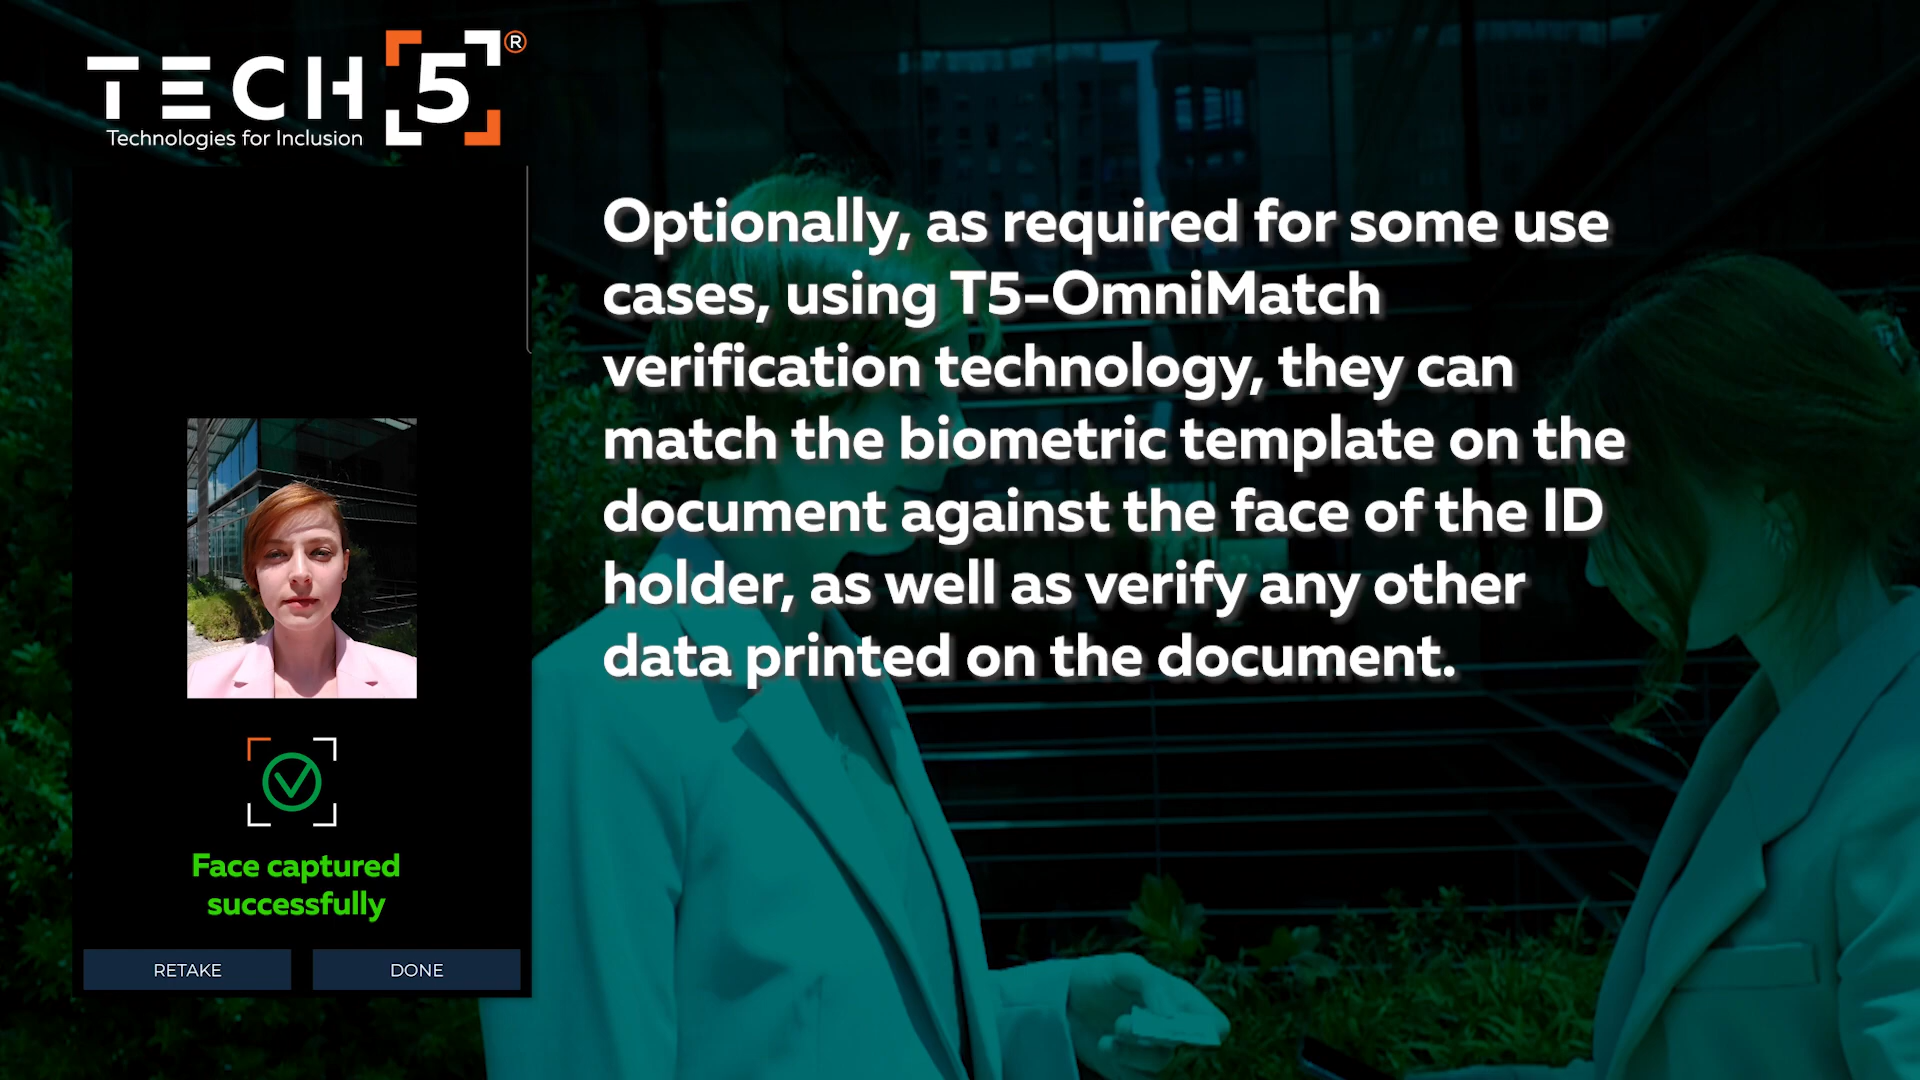 TECH5®
Technologies for Inclusion
Optionally, as required for some use
cases, using T5-OmniMatch
verification technology, they can
match the biometric template on the
document against the face of the ID
holder, as well as verify any other
data printed on the document.
Face captured
successfully
RETAKE
DONE